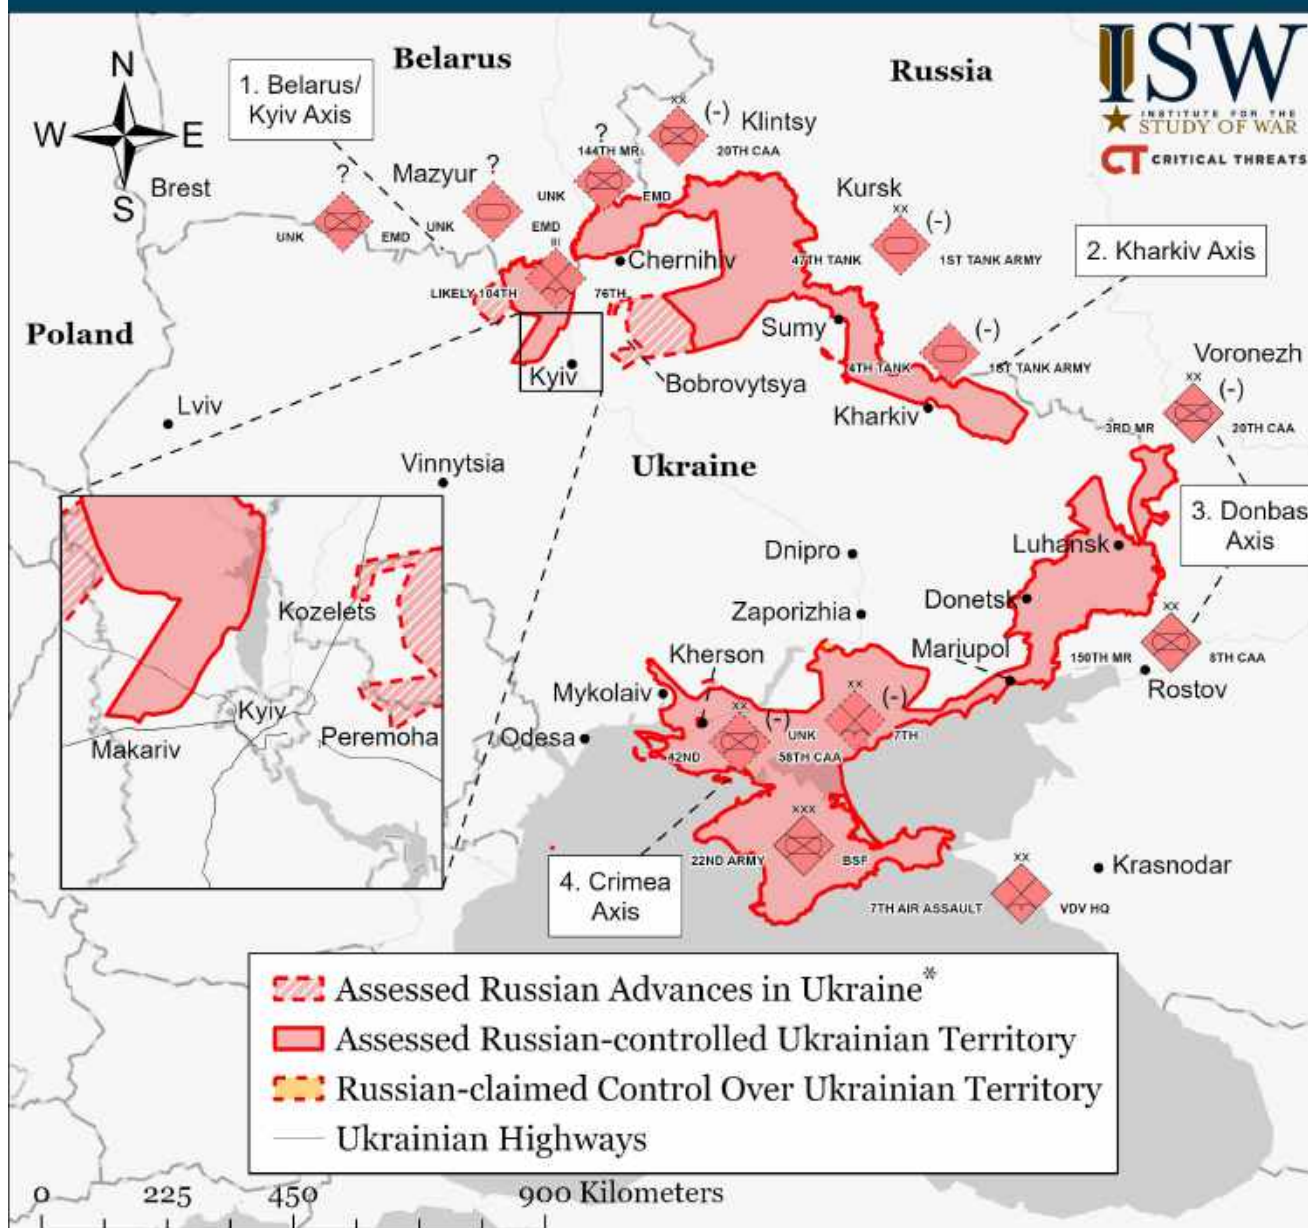 Belarus
Russia
ISW
INSTITUTE FOR THE
STUDY OF WAR
CT CRITICAL THREATS
N
W
E
S
1. Belarus/
Kyiv Axis
Brest
Mazyur
?
?
?
XX
(-)
Klintsy
144TH MR
20TH CAA
UNK
EMD
UNK
EMD
UNK
EMD
III
Kursk
XX
(-)
47TH TANK
1ST TANK ARMY
2. Kharkiv Axis
Chernihiv
LIKELY 104TH
76TH
Poland
Sumy
(-)
4TH TANK
1ST TANK ARMY
Kyiv
Bobrovytsya
Kharkiv
Voronezh
XX
(-)
3RD MR
20TH CAA
Lviv
Vinnytsia
Ukraine
3. Donbas
Axis
Luhansk
Dnipro
Donetsk
Zaporizhia
Kozelets
Kyiv
Makariv
Peremoha
Mariupol
XX
150TH MR
8TH CAA
Rostov
Kherson
Mykolaiv
Odesa
XX
(-)
XX
(-)
UNK
7TH
42ND
58TH CAA
XXX
22ND ARMY
BSF
4. Crimea
Axis
XX
7TH AIR ASSAULT
VDV HQ
Krasnodar
Assessed Russian Advances in Ukraine*
Assessed Russian-controlled Ukrainian Territory
Russian-claimed Control Over Ukrainian Territory
Ukrainian Highways
0 225 450 900 Kilometers